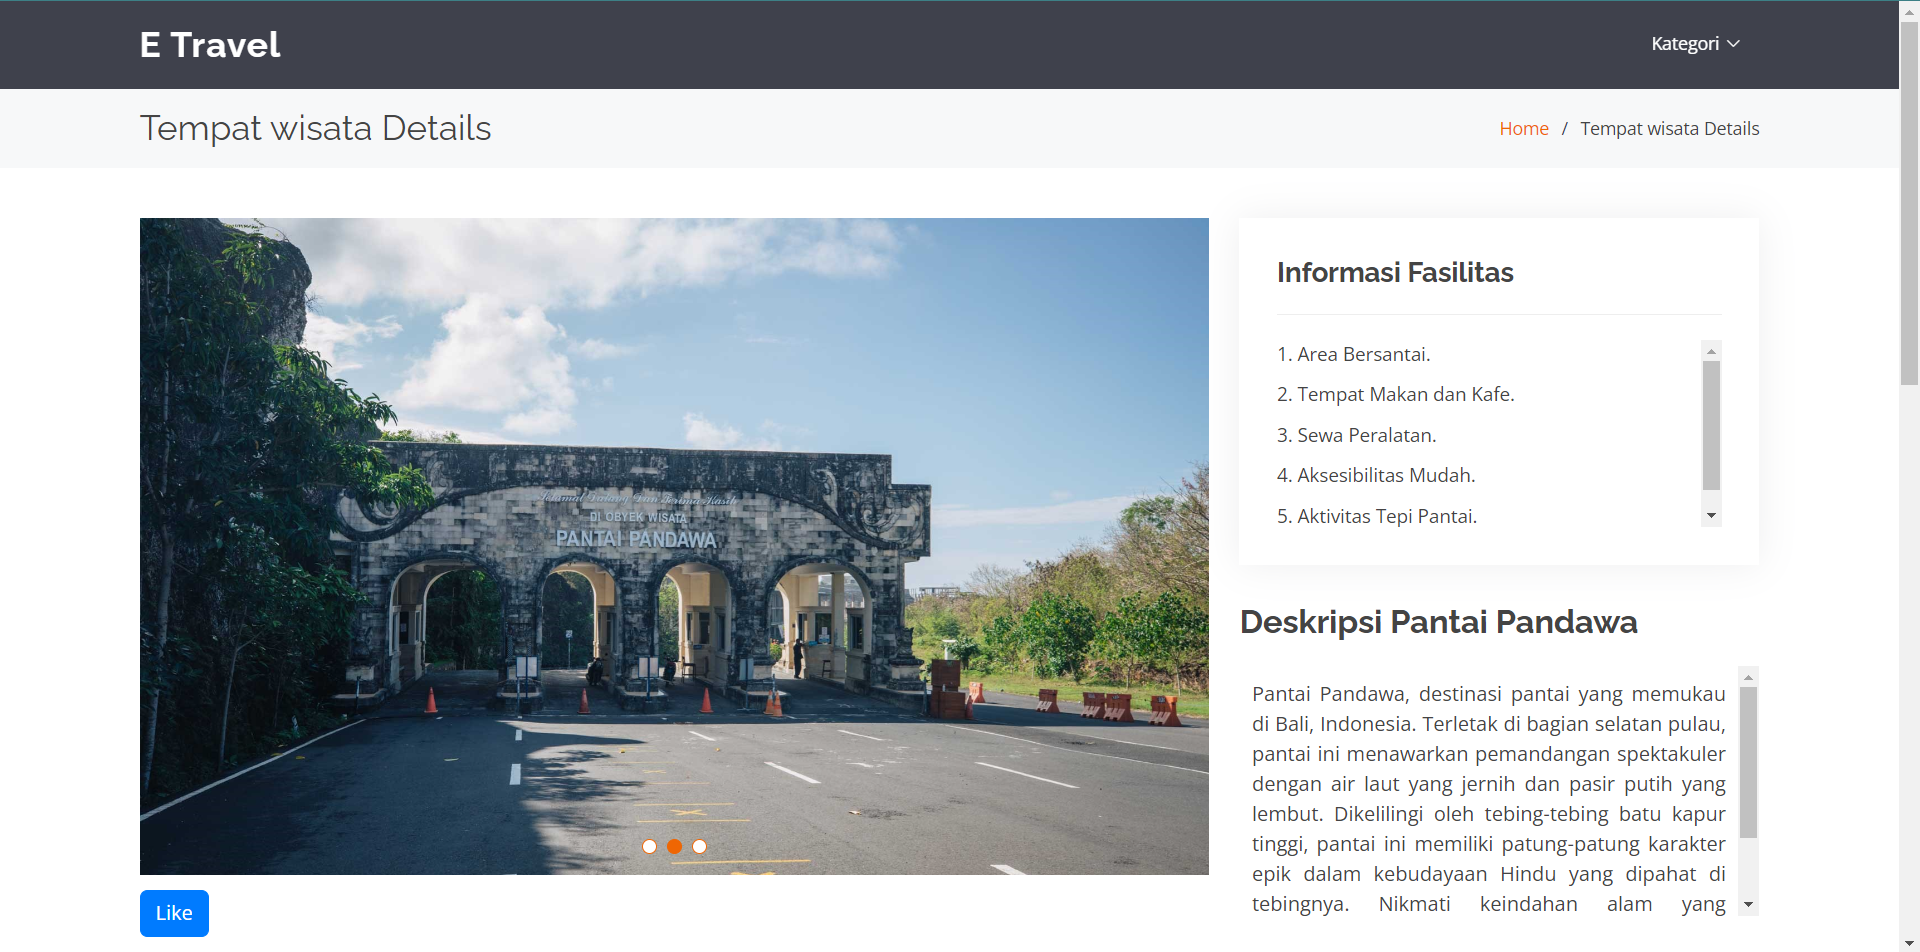 E Travel
Kategori
Tempat wisata Details
Home / Tempat wisata Details
Selamat Datang Dan Terima Kasih
DI OBYEK WISATA
PANTAI PANDAWA
Like
Informasi Fasilitas
1. Area Bersantai.
2. Tempat Makan dan Kafe.
3. Sewa Peralatan.
4. Aksesibilitas Mudah.
5. Aktivitas Tepi Pantai.
Deskripsi Pantai Pandawa
Pantai Pandawa, destinasi pantai yang memukau
di Bali, Indonesia. Terletak di bagian selatan pulau,
pantai ini menawarkan pemandangan spektakuler
dengan air laut yang jernih dan pasir putih yang
lembut. Dikelilingi oleh tebing-tebing batu kapur
tinggi, pantai ini memiliki patung-patung karakter
epik dalam kebudayaan Hindu yang dipahat di
tebingnya. Nikmati keindahan alam yang